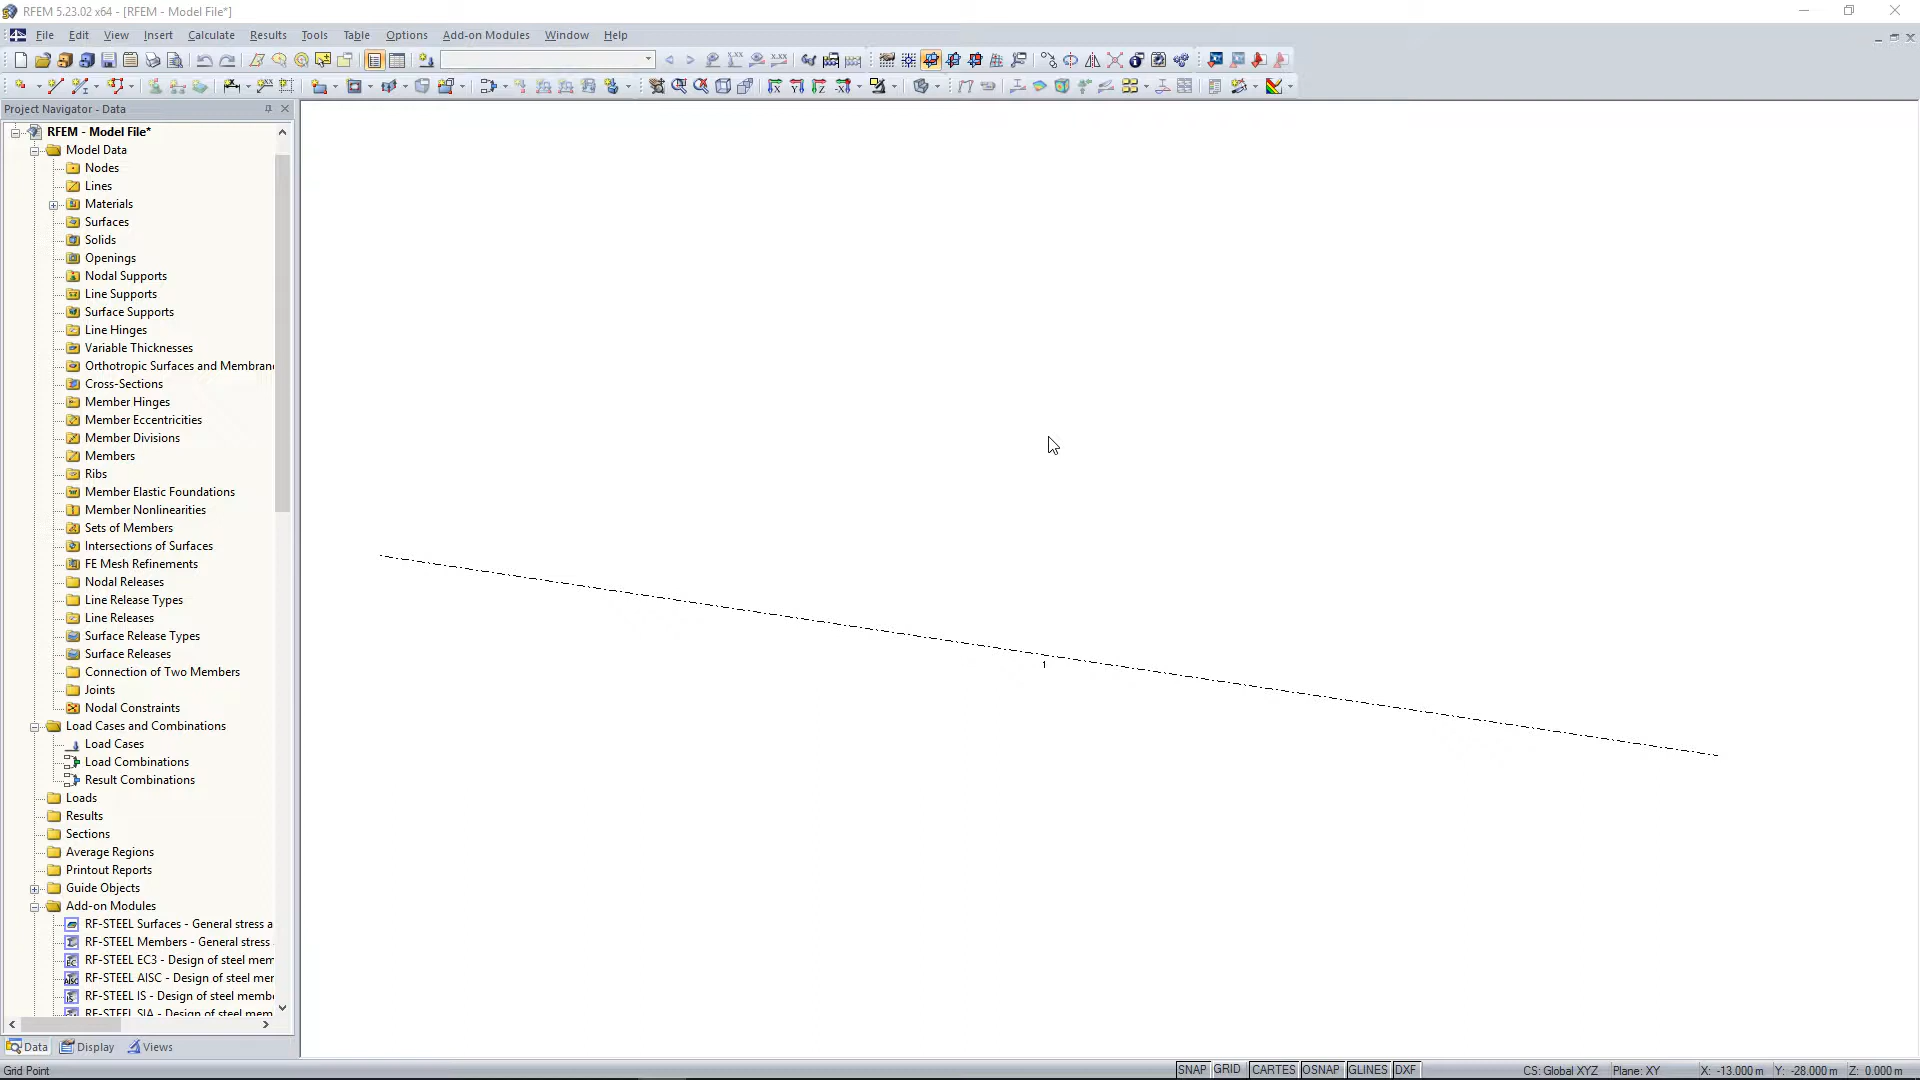 RFEM 5.23.02 x64 - [RFEM - Model File*]
File Edit View Insert Calculate Results Tools Table Options Add-on Modules Window Help
Project Navigator - Data
RFEM - Model File*
Model Data
Nodes
Lines
Materials
Surfaces
Solids
Openings
Nodal Supports
Line Supports
Surface Supports
Line Hinges
Variable Thicknesses
Orthotropic Surfaces and Membran
Cross-Sections
Member Hinges
Member Eccentricities
Member Divisions
Members
Ribs
Member Elastic Foundations
Member Nonlinearities
Sets of Members
Intersections of Surfaces
FE Mesh Refinements
Nodal Releases
Line Release Types
Line Releases
Surface Release Types
Surface Releases
Connection of Two Members
Joints
Nodal Constraints
Load Cases and Combinations
Load Cases
Load Combinations
Result Combinations
Loads
Results
Sections
Average Regions
Printout Reports
Guide Objects
Add-on Modules
RF-STEEL Surfaces - General stress a
RF-STEEL Members - General stress
RF-STEEL EC3 - Design of steel mem
RF-STEEL AISC - Design of steel mer
RF-STEEL IS - Design of steel membe
RF-STEEL SIA - Design of steel mem
1
Data Display Views
Grid Point
SNAP GRID CARTES OSNAP GLINES DXF CS: Global XYZ Plane: XY X: -13.000 m Y: -28.000 m Z: 0.000 m